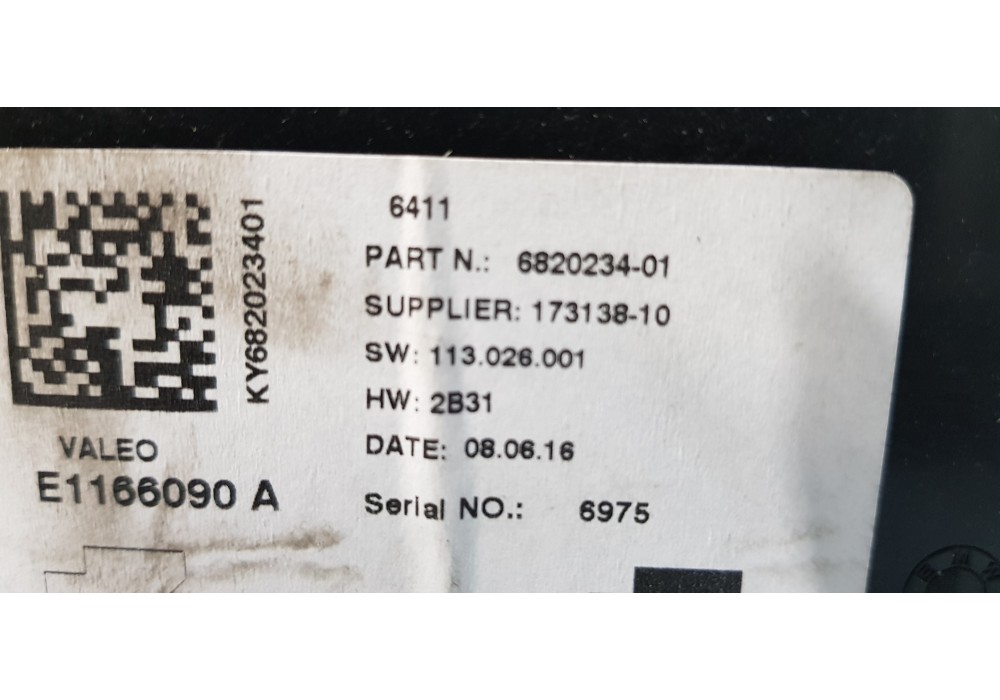 6411
KY682023401
PART N.: 6820234-01
SUPPLIER: 173138-10
SW: 113.026.001
HW: 2B31
DATE: 08.06.16
VALEO
E1166090 A
Serial NO.: 6975